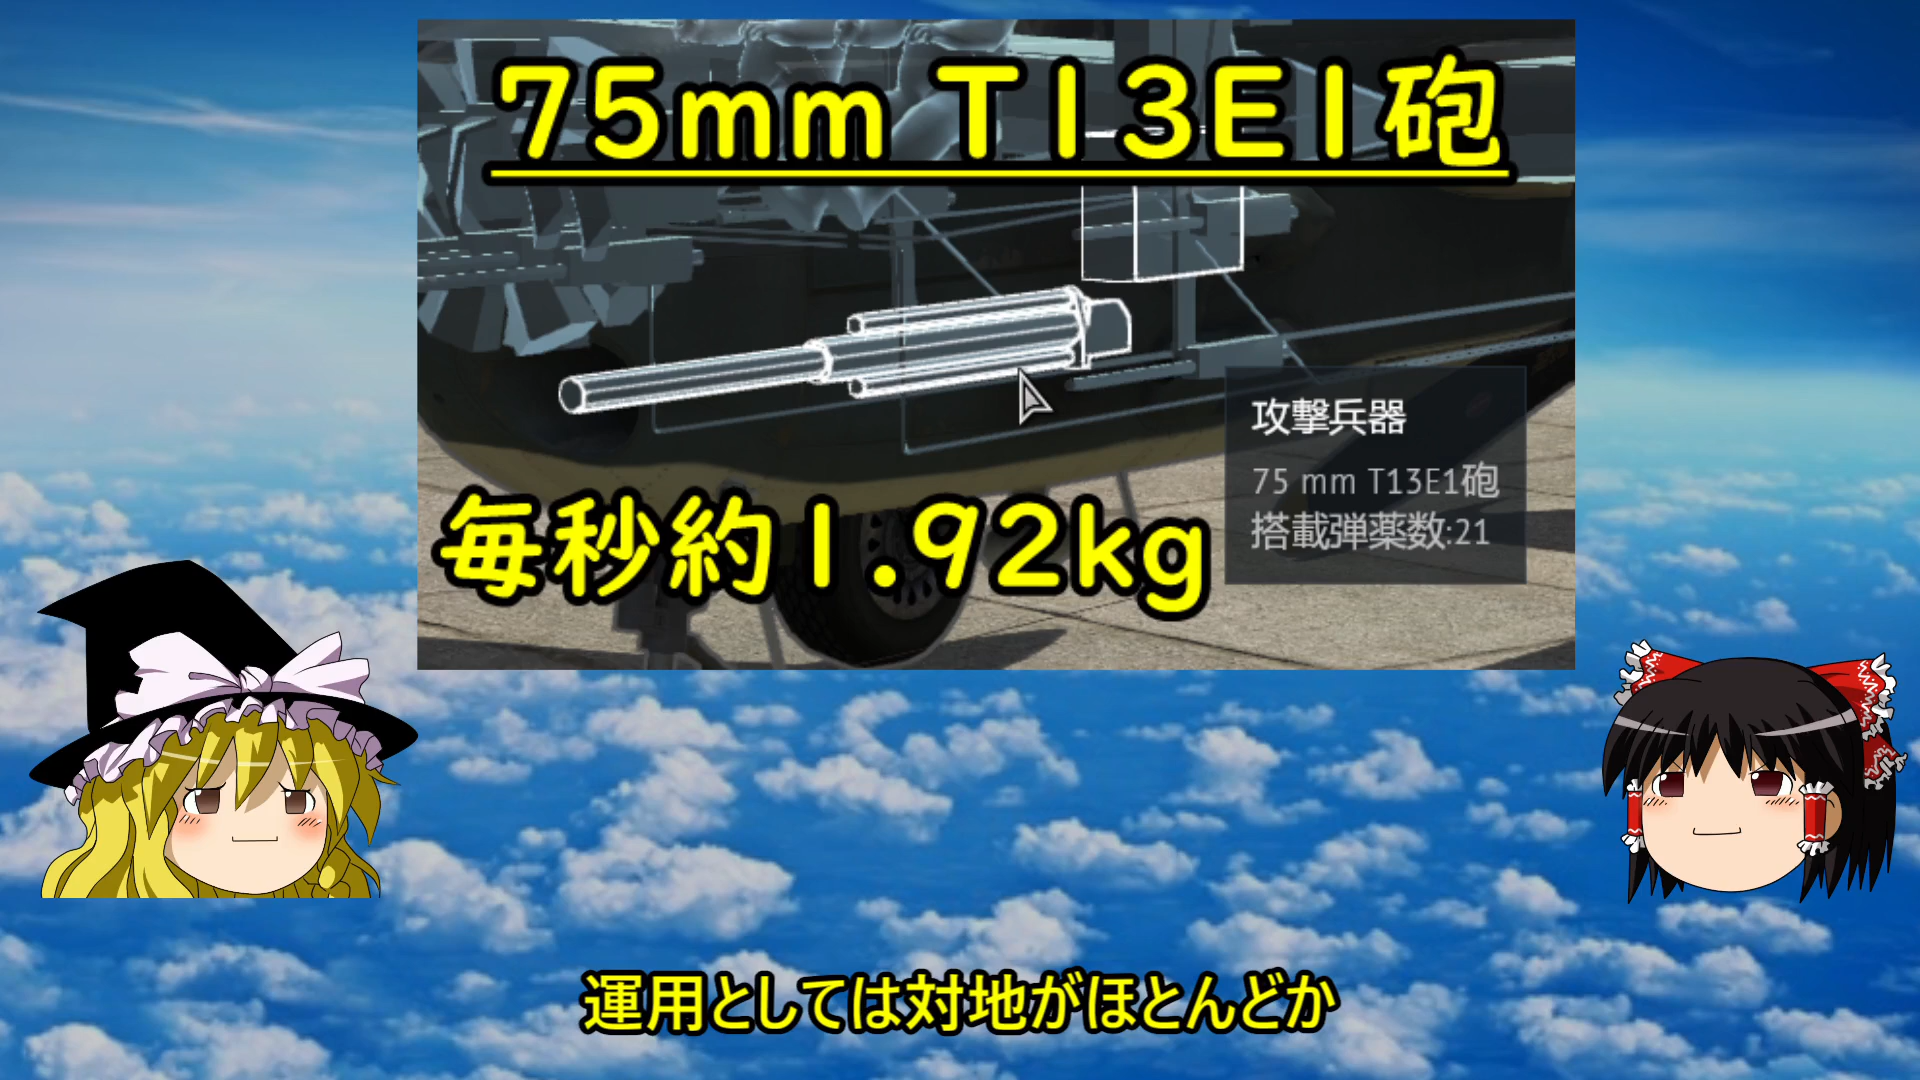 75mm T13E1砲
攻撃兵器
75 mm T13E1砲
搭載弾薬数:21
毎秒約1.92kg
運用としては対地がほとんどか